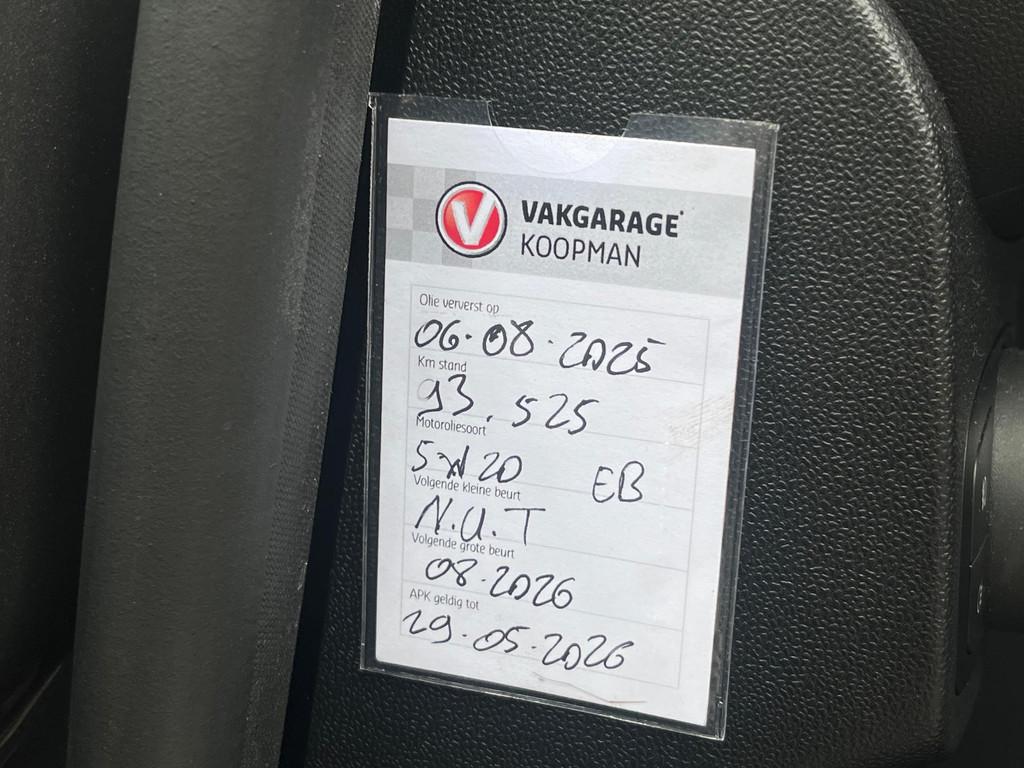 V VAKGARAGE
KOOPMAN
Olie ververst op
06-08-2025
Km stand
93.525
Motoroliesoort
5W20 EB
Volgende kleine beurt
N.U.T
Volgende grote beurt
08-2026
APK geldig tot
29-05-2026